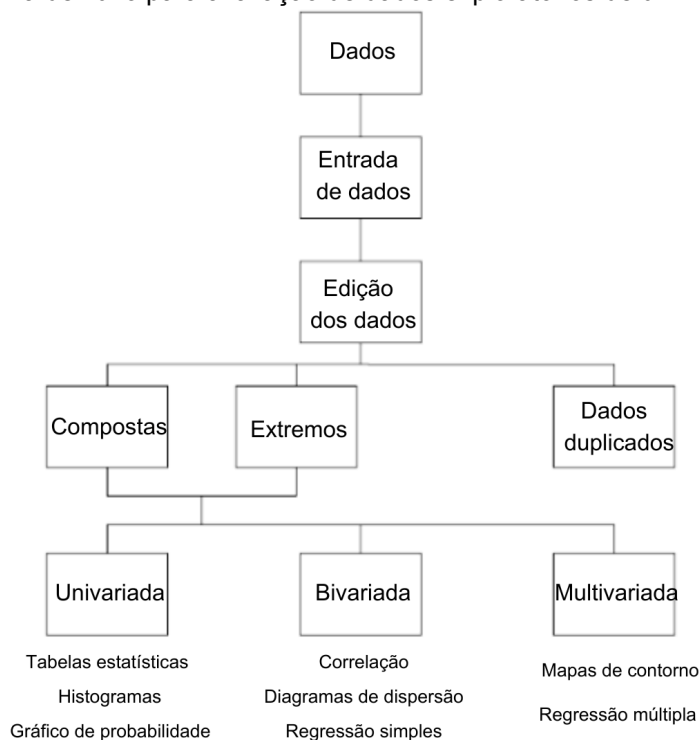 Dados
Entrada
de dados
Edição
dos dados
Compostas
Extremos
Dados
duplicados
Univariada
Bivariada
Multivariada
Tabelas estatísticas
Histogramas
Gráfico de probabilidade
Correlação
Diagramas de dispersão
Regressão simples
Mapas de contorno
Regressão múltipla